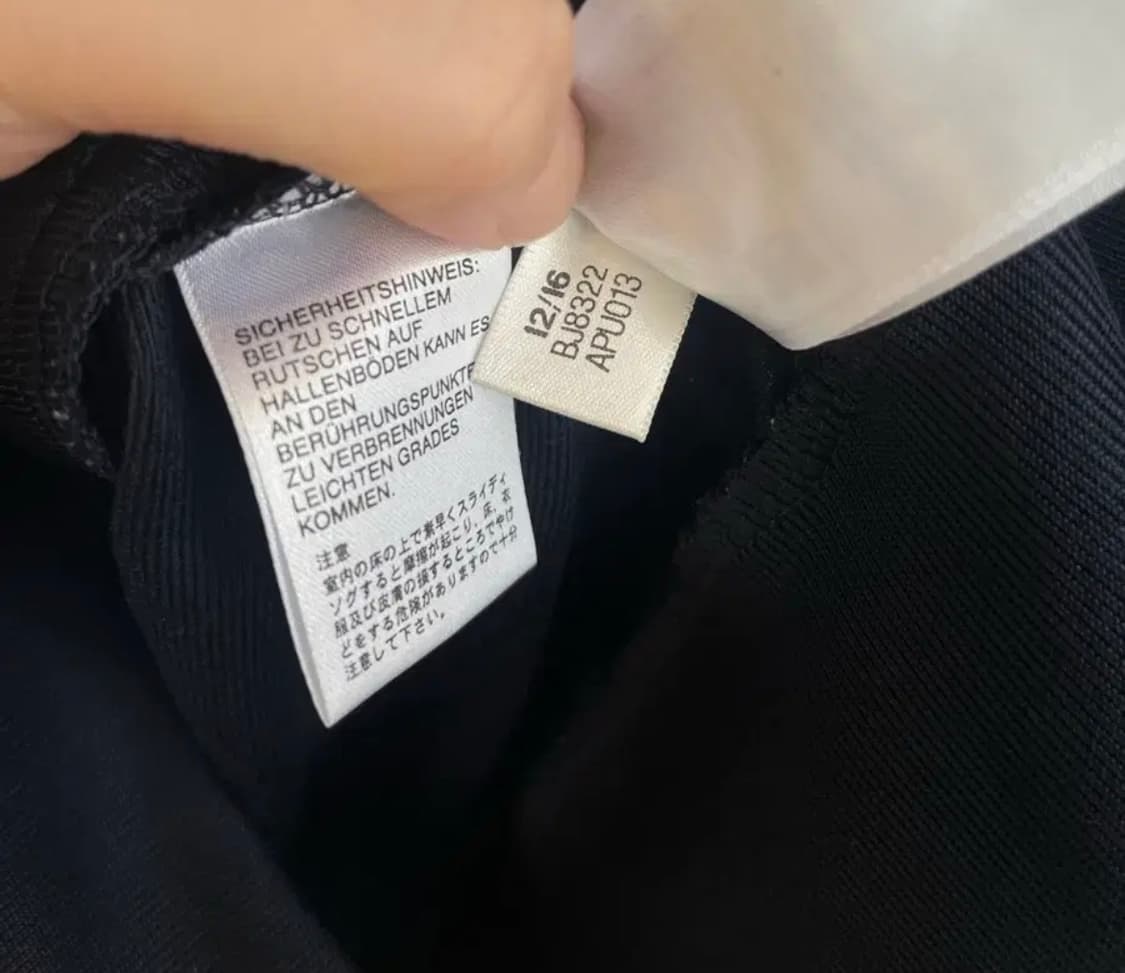 SICHERHEITSHINWEIS:
BEI ZU SCHNELLEM
RUTSCHEN AUF
HALLENBÖDEN KANN ES
AN DEN
BERÜHRUNGSPUNKTE
ZU VERBRENNUNGEN
LEICHTEN GRADES
KOMMEN.
注意
室内の床の上で素早くスライディ
ングすると摩擦が起こり、床、衣
服及び皮膚の接するところでやけ
どをする危険がありますので十分
注意して下さい。
12/16
BJ8322
APU013